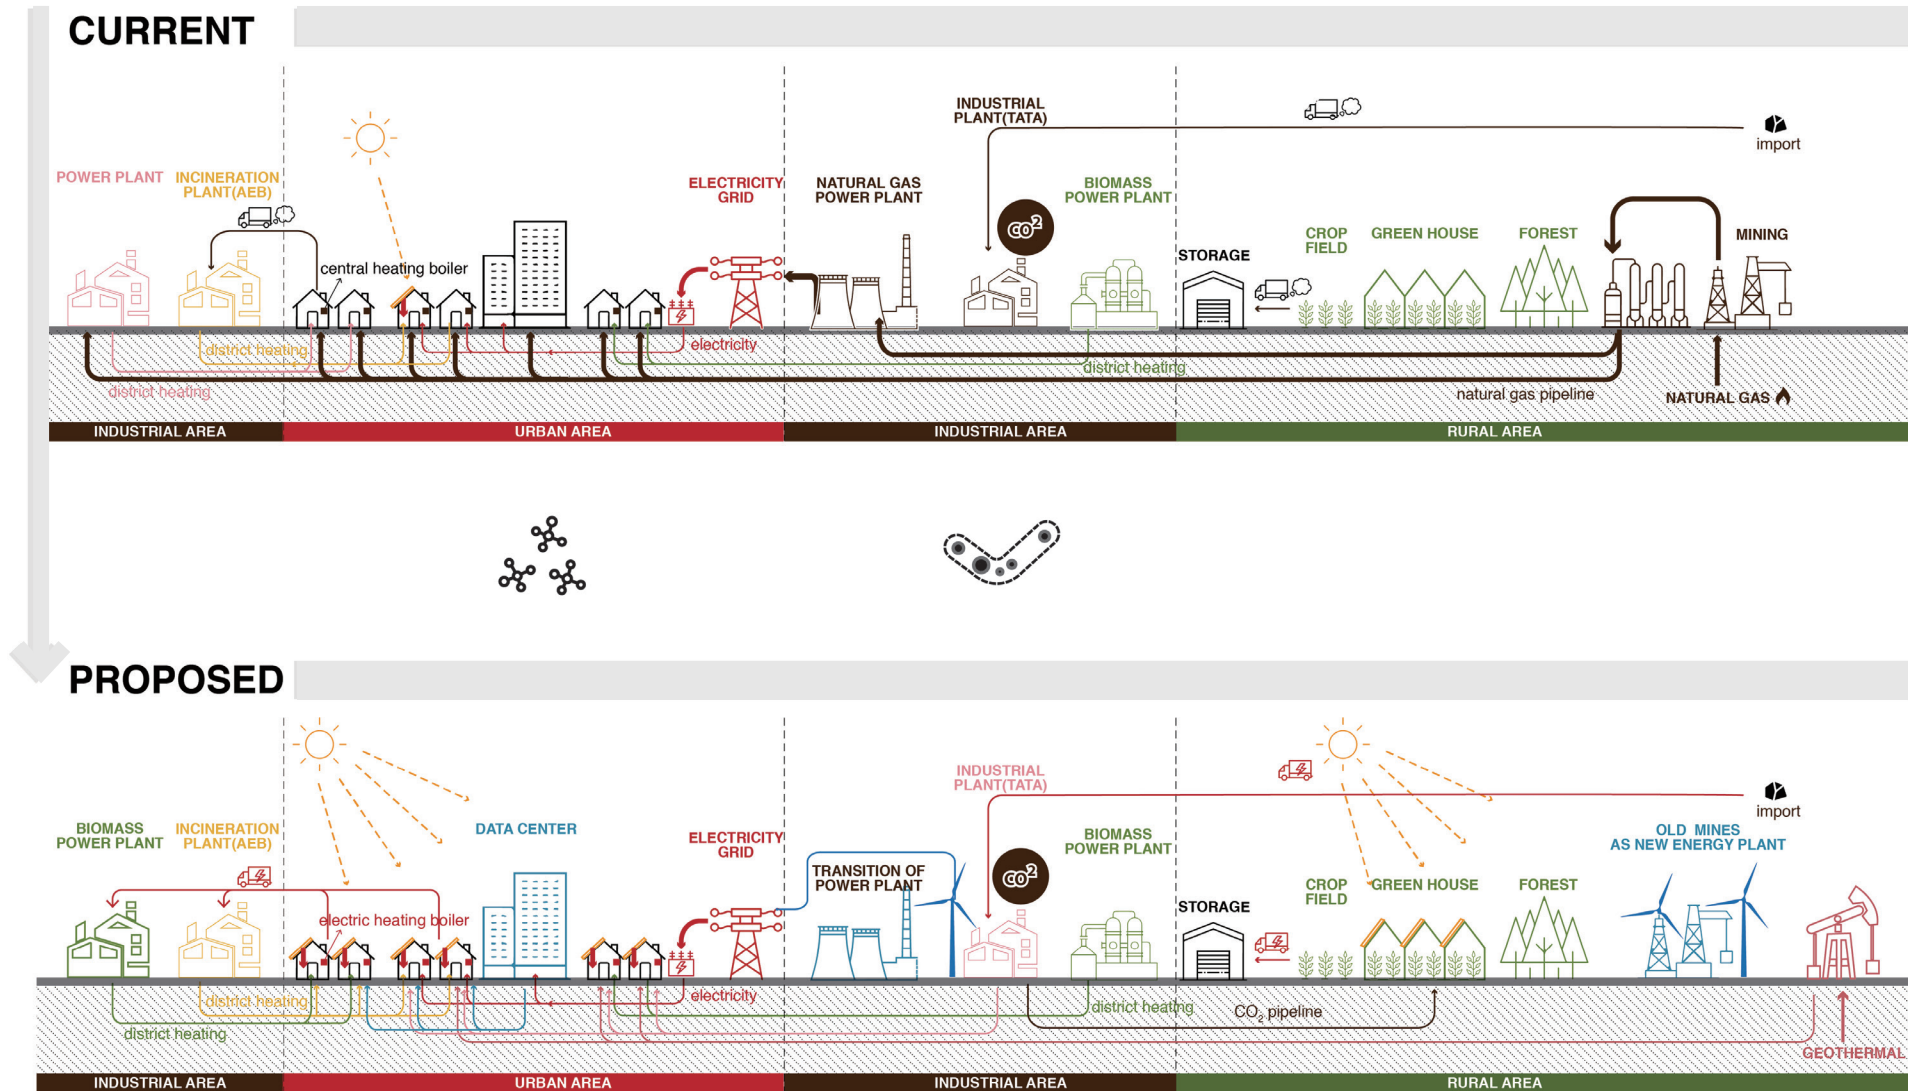 CURRENT
INDUSTRIAL
PLANT(TATA)
import
POWER PLANT
INCINERATION
PLANT(AEB)
ELECTRICITY
GRID
NATURAL GAS
POWER PLANT
CO2
BIOMASS
POWER PLANT
STORAGE
CROP
FIELD
GREEN HOUSE
FOREST
MINING
central heating boiler
district heating
electricity
district heating
district heating
natural gas pipeline
NATURAL GAS
INDUSTRIAL AREA
URBAN AREA
INDUSTRIAL AREA
RURAL AREA
PROPOSED
INDUSTRIAL
PLANT(TATA)
import
BIOMASS
POWER PLANT
INCINERATION
PLANT(AEB)
DATA CENTER
ELECTRICITY
GRID
TRANSITION OF
POWER PLANT
CO2
BIOMASS
POWER PLANT
STORAGE
CROP
FIELD
GREEN HOUSE
FOREST
OLD MINES
AS NEW ENERGY PLANT
electric heating boiler
district heating
electricity
district heating
CO2 pipeline
district heating
GEOTHERMAL
INDUSTRIAL AREA
URBAN AREA
INDUSTRIAL AREA
RURAL AREA